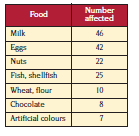 Food Number affected
Milk 46
Eggs 42
Nuts 22
Fish, shellfish 25
Wheat, flour 10
Chocolate 8
Artificial colours 7